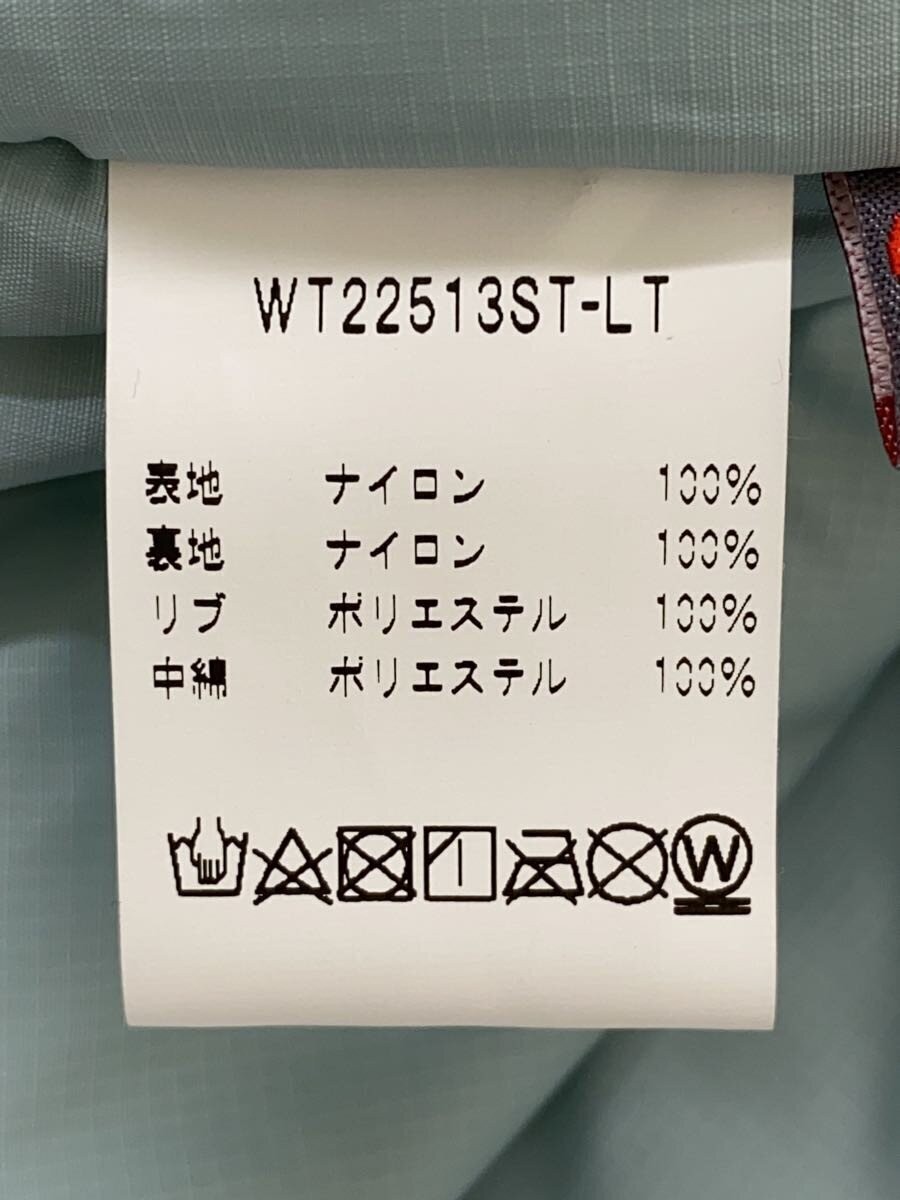 WT22513ST-LT
表地 ナイロン 100%
裏地 ナイロン 100%
リブ ポリエステル 100%
中綿 ポリエステル 100%
W